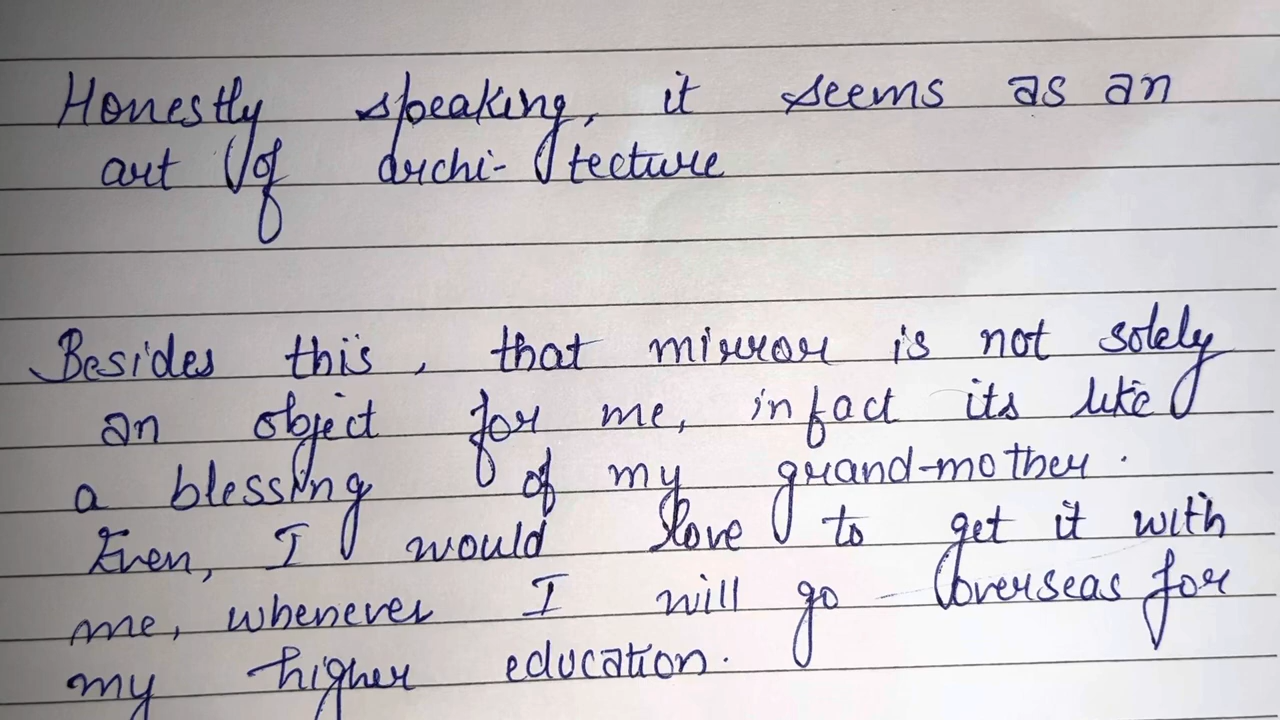 Honestly speaking, it seems as an
art of archi-tecture
Besides this, that mirror is not solely
an object for me, infact its like
a blessing of my grand-mother.
Even, I would love to get it with
me, whenever I will go overseas for
my higher education.